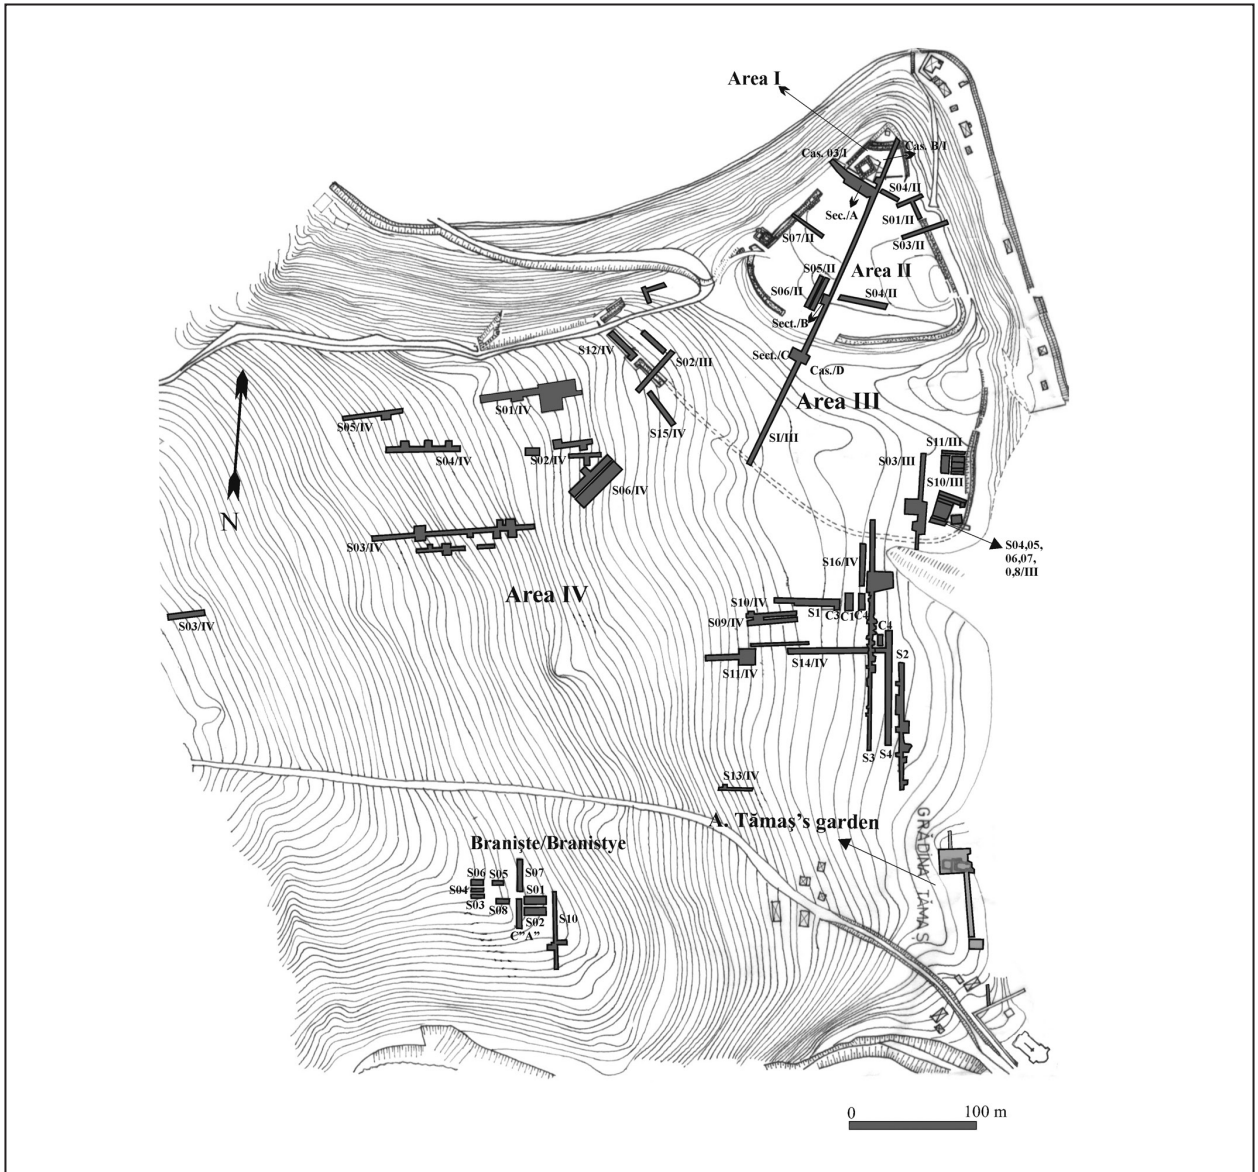 Area I
Cas. B/I
Cas. 03/I
S04/II
Sec./A
S01/II
S07/II
S03/II
S05/II
Area II
S06/II
S04/II
Sect./B
S12/IV
S02/III
Sect./C
Cas./D
Area III
S01/IV
S05/IV
S15/IV
SI/III
S11/III
S04/IV
S02/IV
S03/III
S10/III
S06/IV
N
S03/IV
S04,05,
06,07,
0,8/III
S16/IV
Area IV
S10/IV
S1
C3
C1
C4
S03/IV
S09/IV
C4
S14/IV
S2
S11/IV
S3
S4
S13/IV
A. Tămaş's garden
GRĂDINA TĂMAŞ
Branişte/Branistye
S06
S05
S07
S04
S01
S03
S08
S02
S10
C"A"
0
100 m